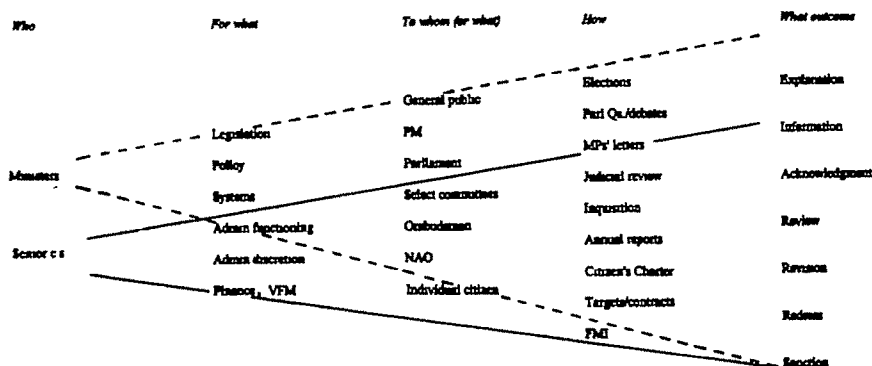 Who For what To whom (or what) How What outcome
Elections Explanation
General public
Parl Qs./debates
Legislation PM Information
MPs' letters
Ministers Policy Parliament
Judicial review Acknowledgment
Systems Select committees
Inquisition
Admin functioning Ombudsman Review
Annual reports
Senior c s Admin discretion NAO
Citizen's Charter Revision
Finance, VFM Individual citizen
Targets/contracts
Redress
FMI
Sanction